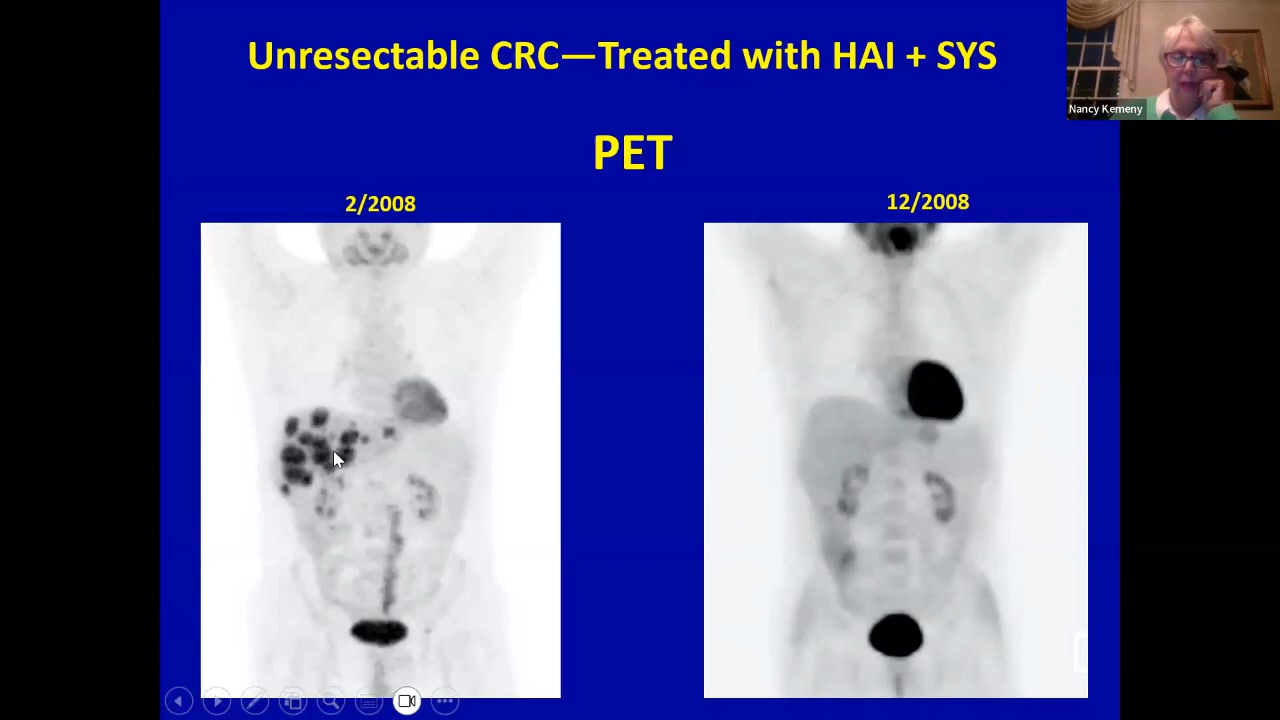 Unresectable CRC—Treated with HAI + SYS
Nancy Kemeny
PET
2/2008
12/2008